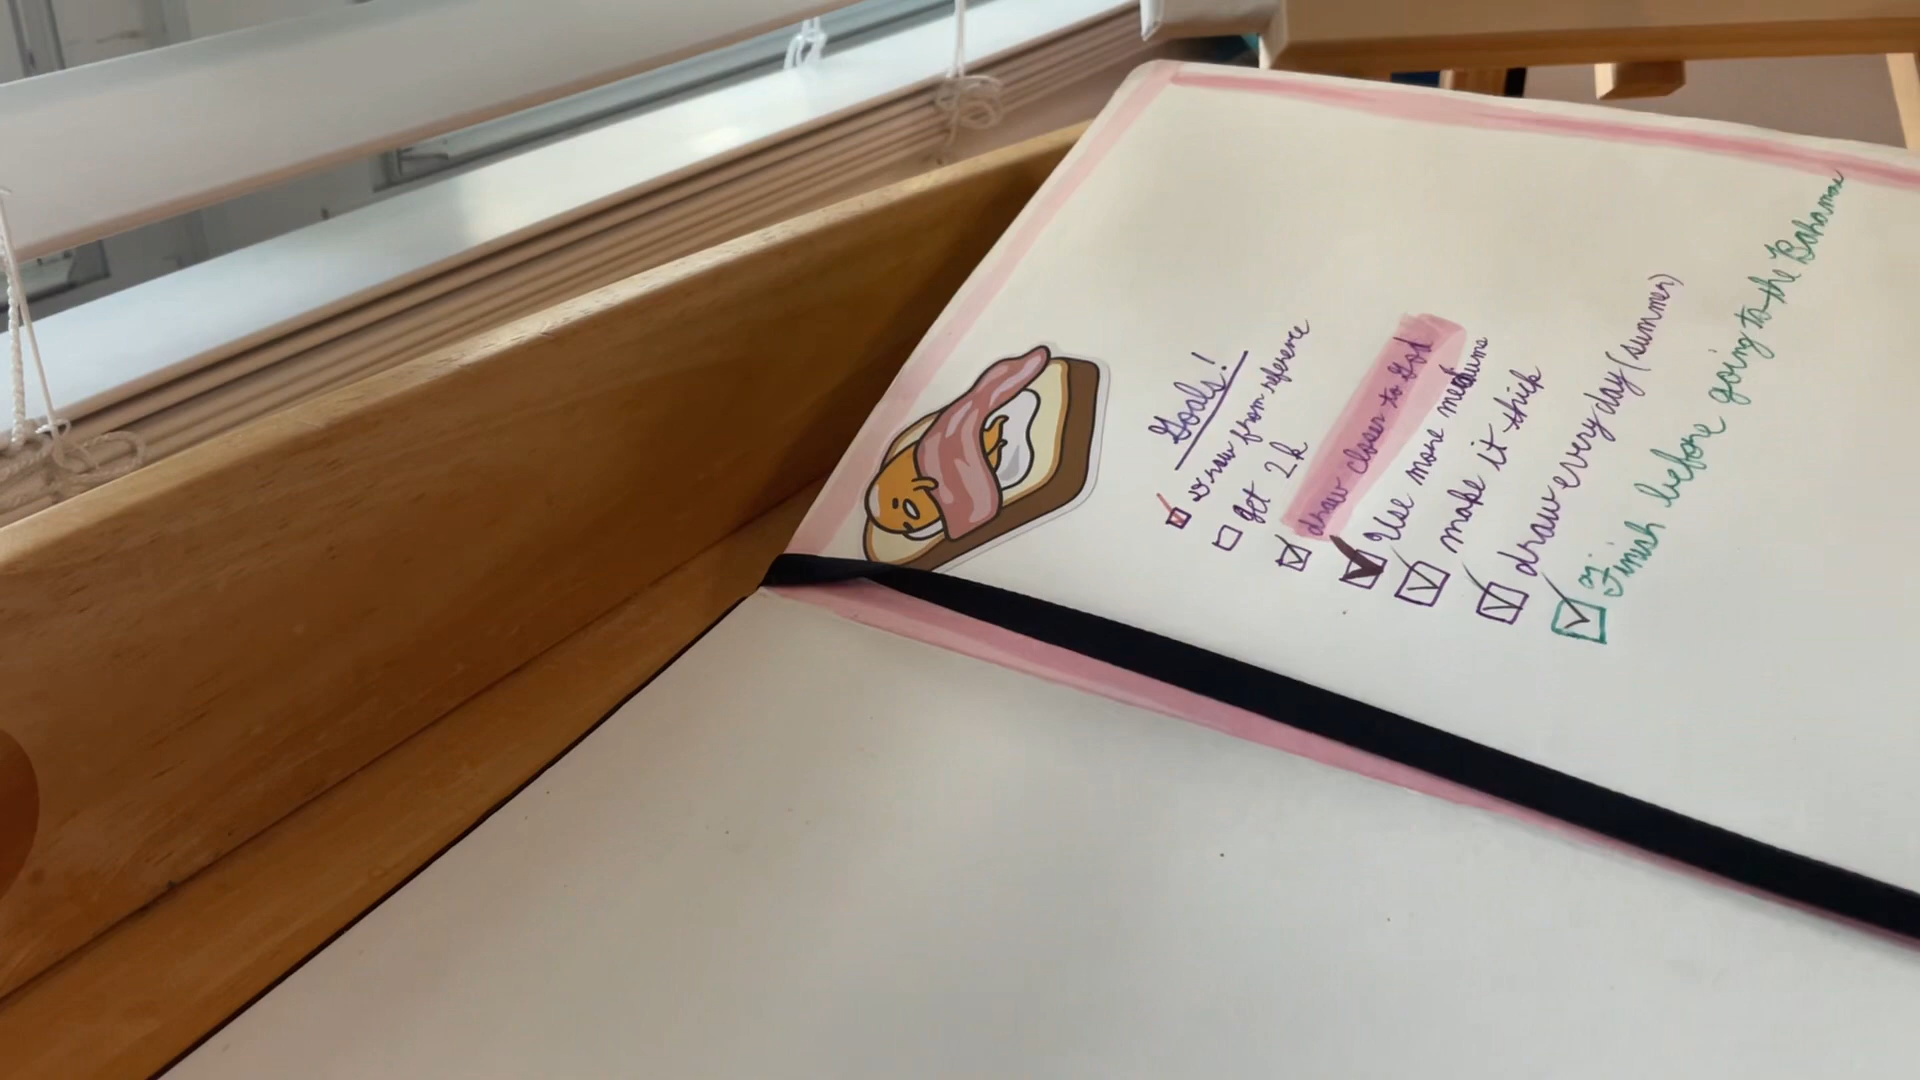 Goals!
draw from referere
get 2k
draw closer to God
Use more mediums
make it thick
draw every day (summer)
Finish before going to the Bahamas